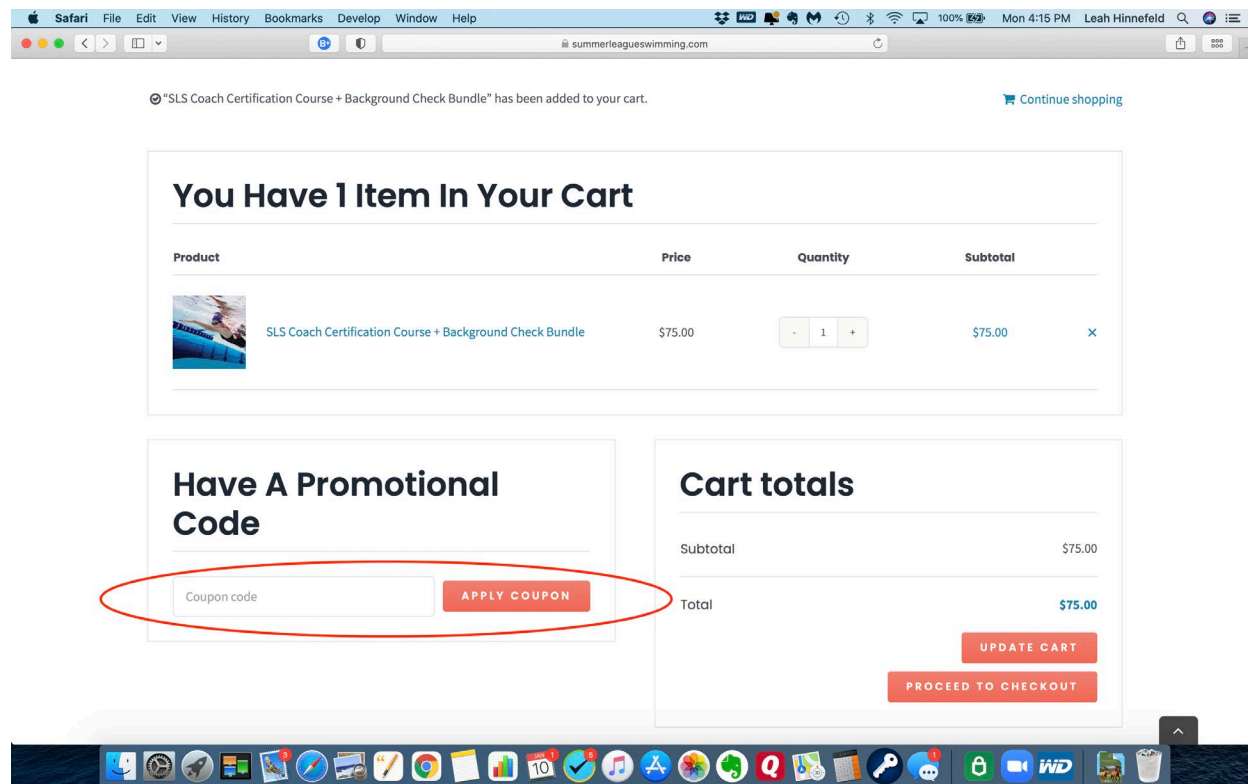 Safari File Edit View History Bookmarks Develop Window Help 100% Mon 4:15 PM Leah Hinnefeld
summerleagueswimming.com
"SLS Coach Certification Course + Background Check Bundle" has been added to your cart. Continue shopping
You Have 1 Item In Your Cart
Product Price Quantity Subtotal
SLS Coach Certification Course + Background Check Bundle $75.00 - 1 + $75.00 ×
Have A Promotional
Code
Coupon code APPLY COUPON
Cart totals
Subtotal $75.00
Total $75.00
UPDATE CART
PROCEED TO CHECKOUT
JAN
10
WD